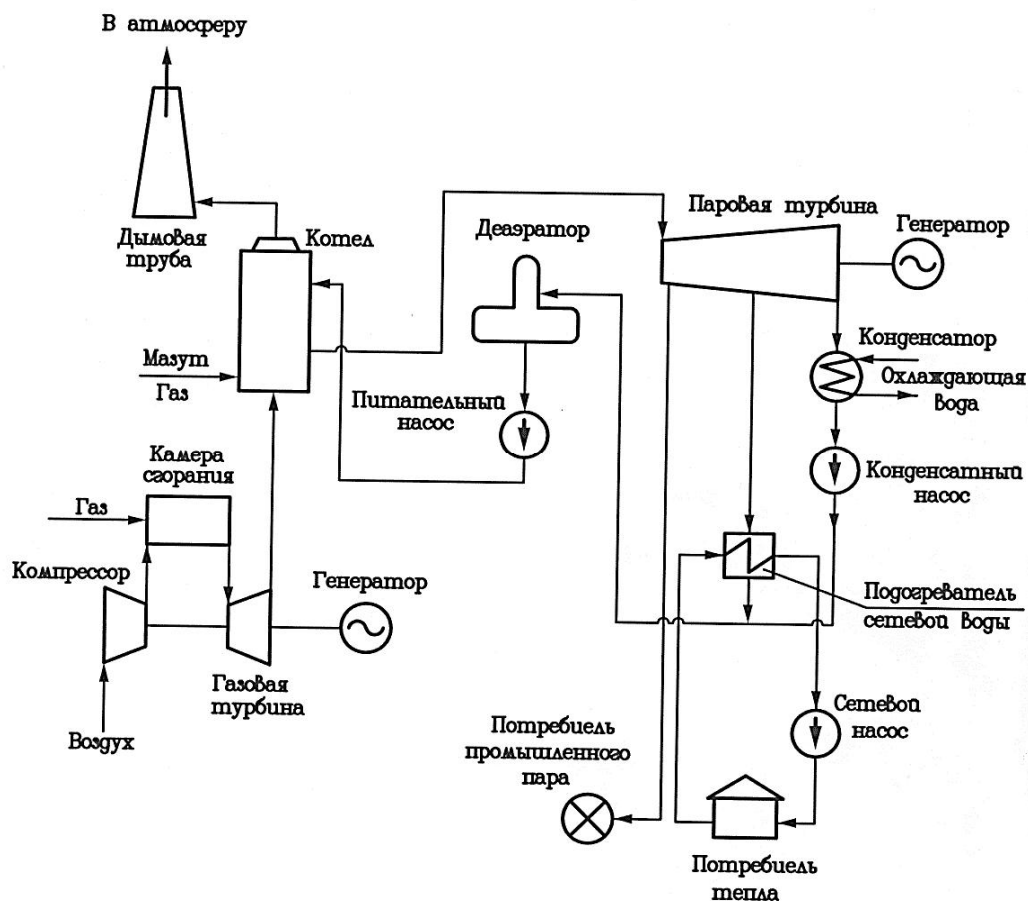 В атмосферу
Дымовая
труба
Котел
Мазут
Газ
Деаэратор
Питательный
насос
Паровая турбина
Генератор
Конденсатор
Охлаждающая
вода
Конденсатный
насос
Камера
сгорания
Газ
Компрессор
Воздух
Газовая
турбина
Генератор
Подогреватель
сетевой воды
Сетевой
насос
Потребиель
промышленного
пара
Потребиель
тепла